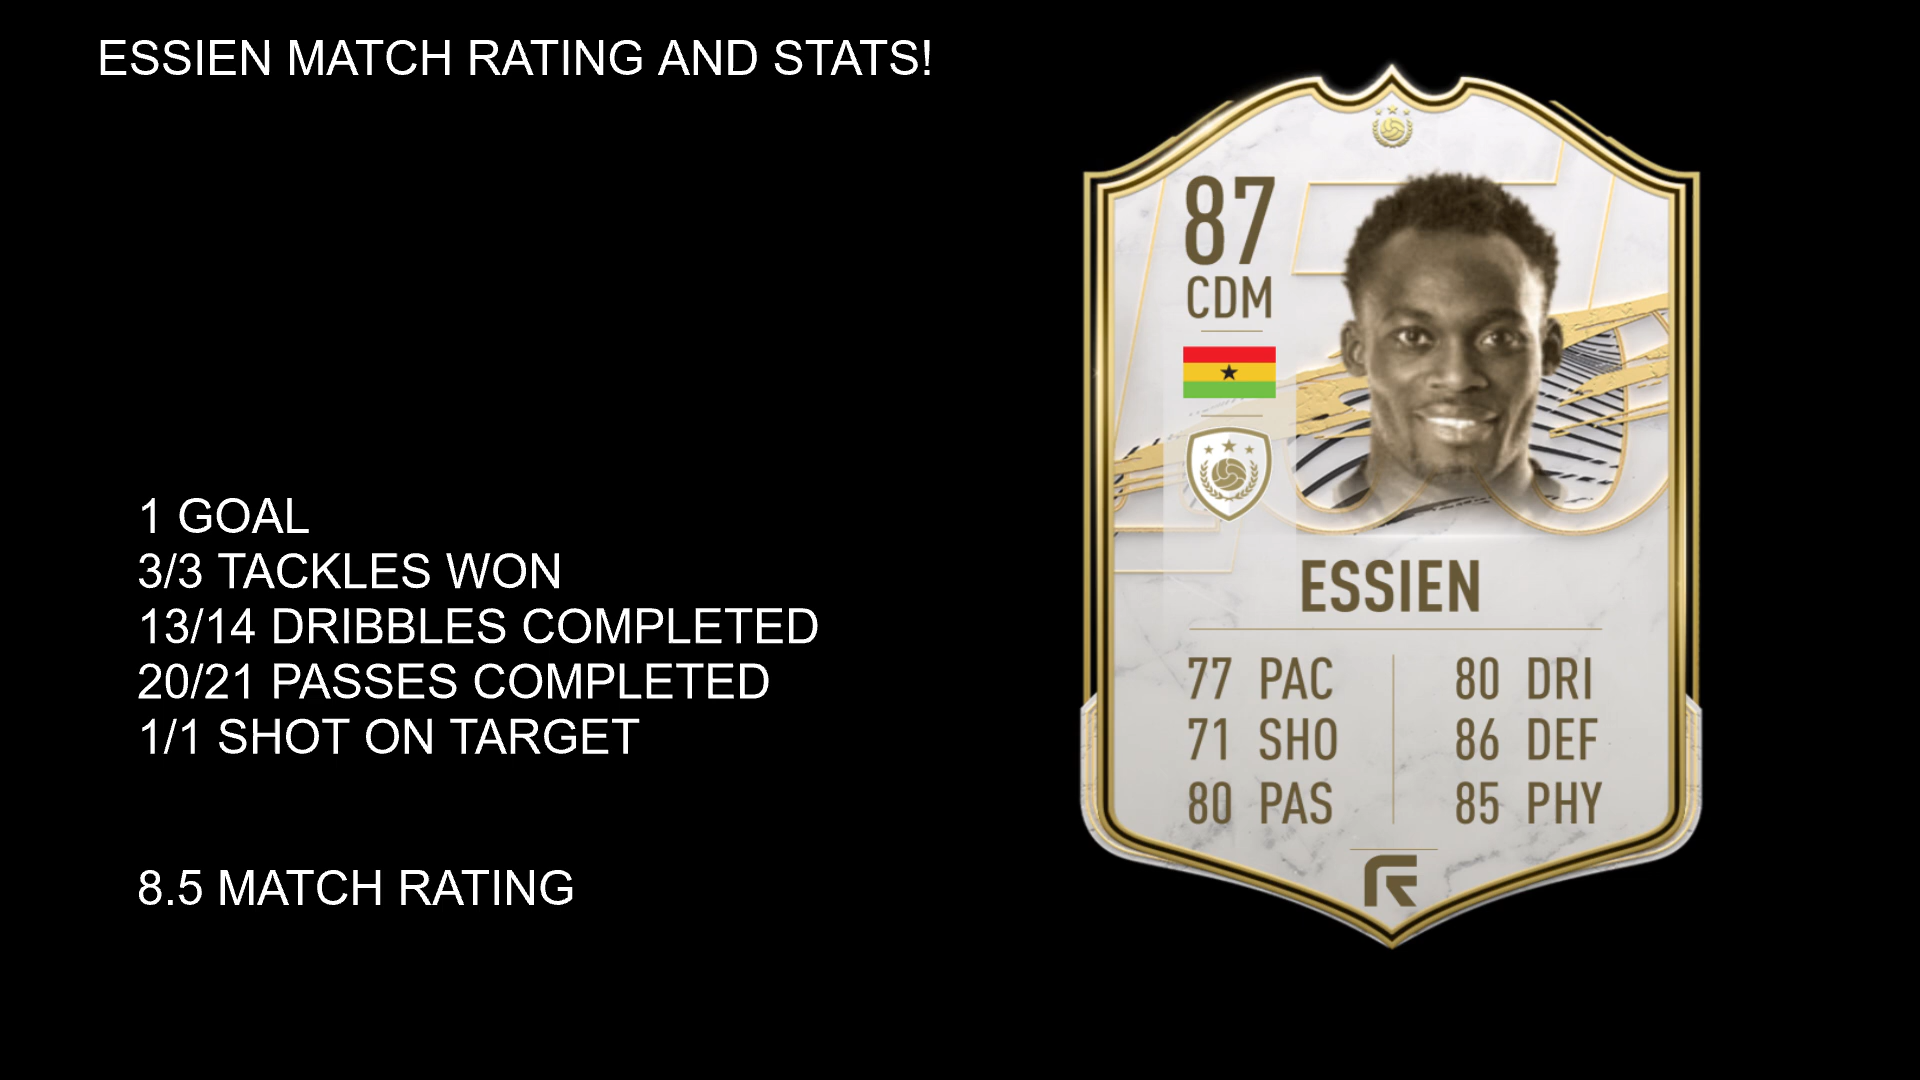 ESSIEN MATCH RATING AND STATS!
1 GOAL
3/3 TACKLES WON
13/14 DRIBBLES COMPLETED
20/21 PASSES COMPLETED
1/1 SHOT ON TARGET
8.5 MATCH RATING
87
CDM
ESSIEN
77 PAC
71 SHO
80 PAS
80 DRI
86 DEF
85 PHY